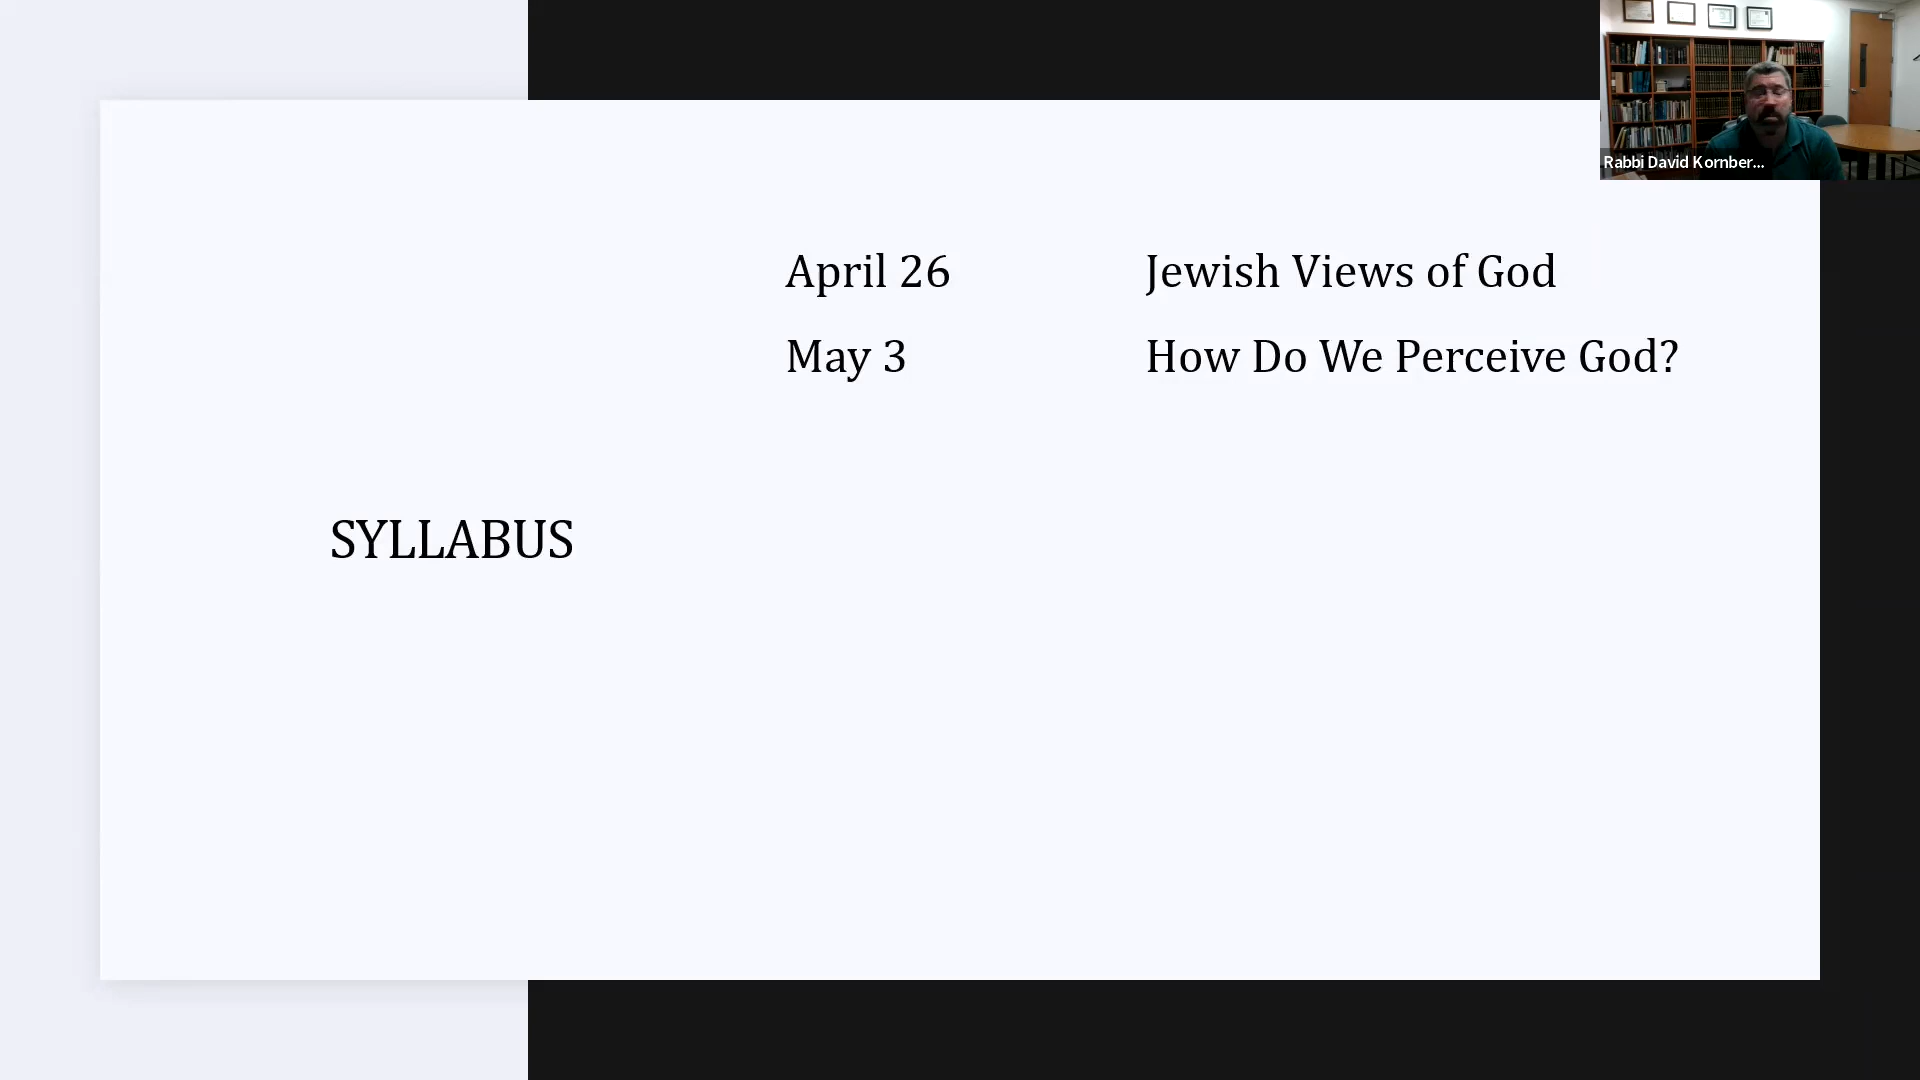 Rabbi David Kornber...
April 26 Jewish Views of God
May 3 How Do We Perceive God?
SYLLABUS